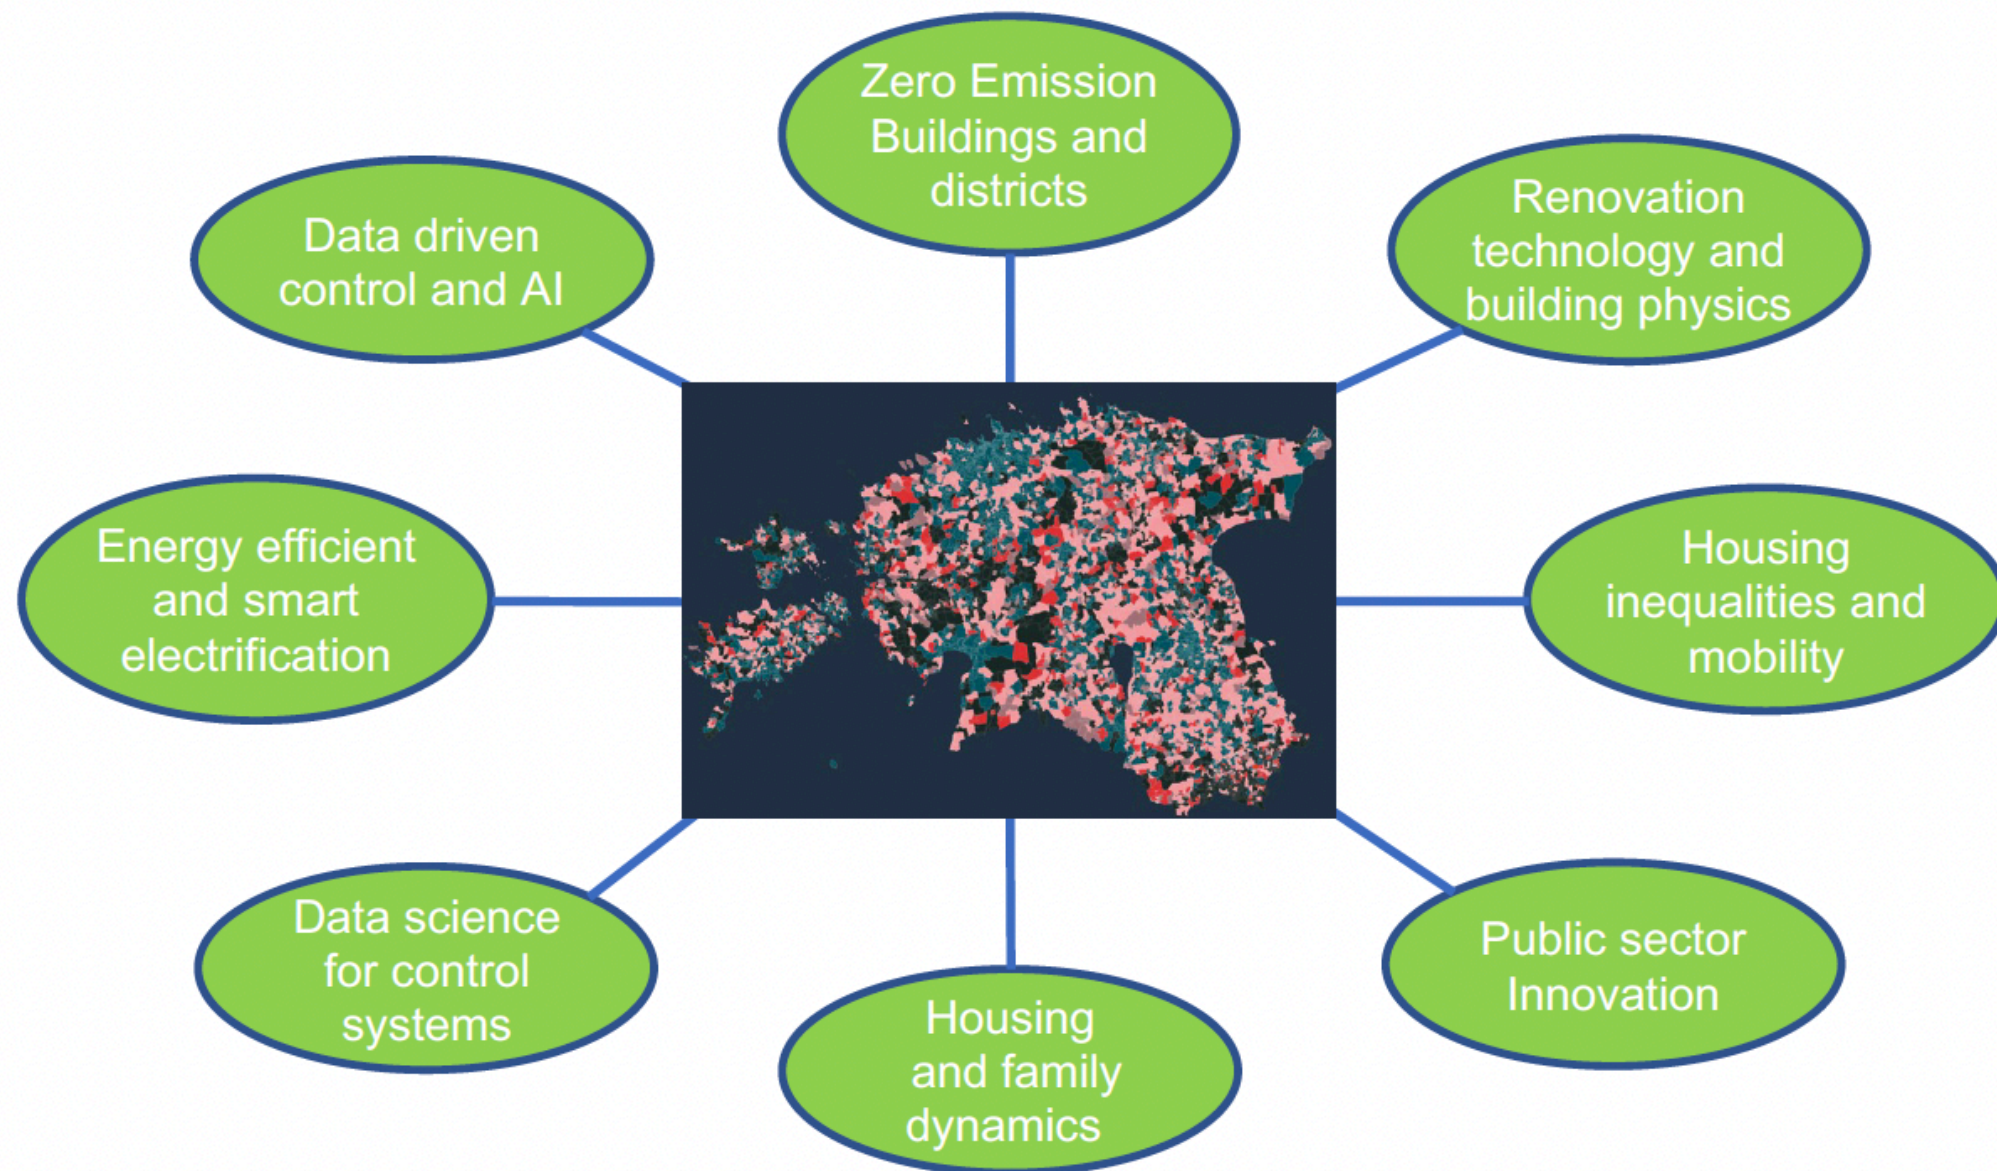 Zero Emission
Buildings and
districts
Data driven
control and AI
Renovation
technology and
building physics
Energy efficient
and smart
electrification
Housing
inequalities and
mobility
Data science
for control
systems
Public sector
Innovation
Housing
and family
dynamics